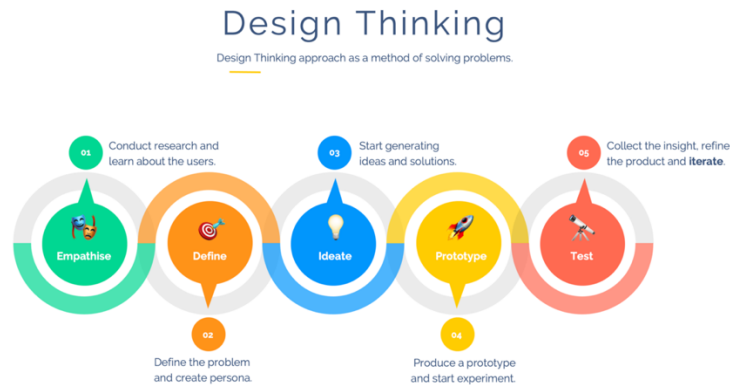 Design Thinking
Design Thinking approach as a method of solving problems.
01
Conduct research and
learn about the users.
Empathise
Define
02
Define the problem
and create persona.
03
Start generating
ideas and solutions.
Ideate
Prototype
04
Produce a prototype
and start experiment.
05
Collect the insight, refine
the product and iterate.
Test